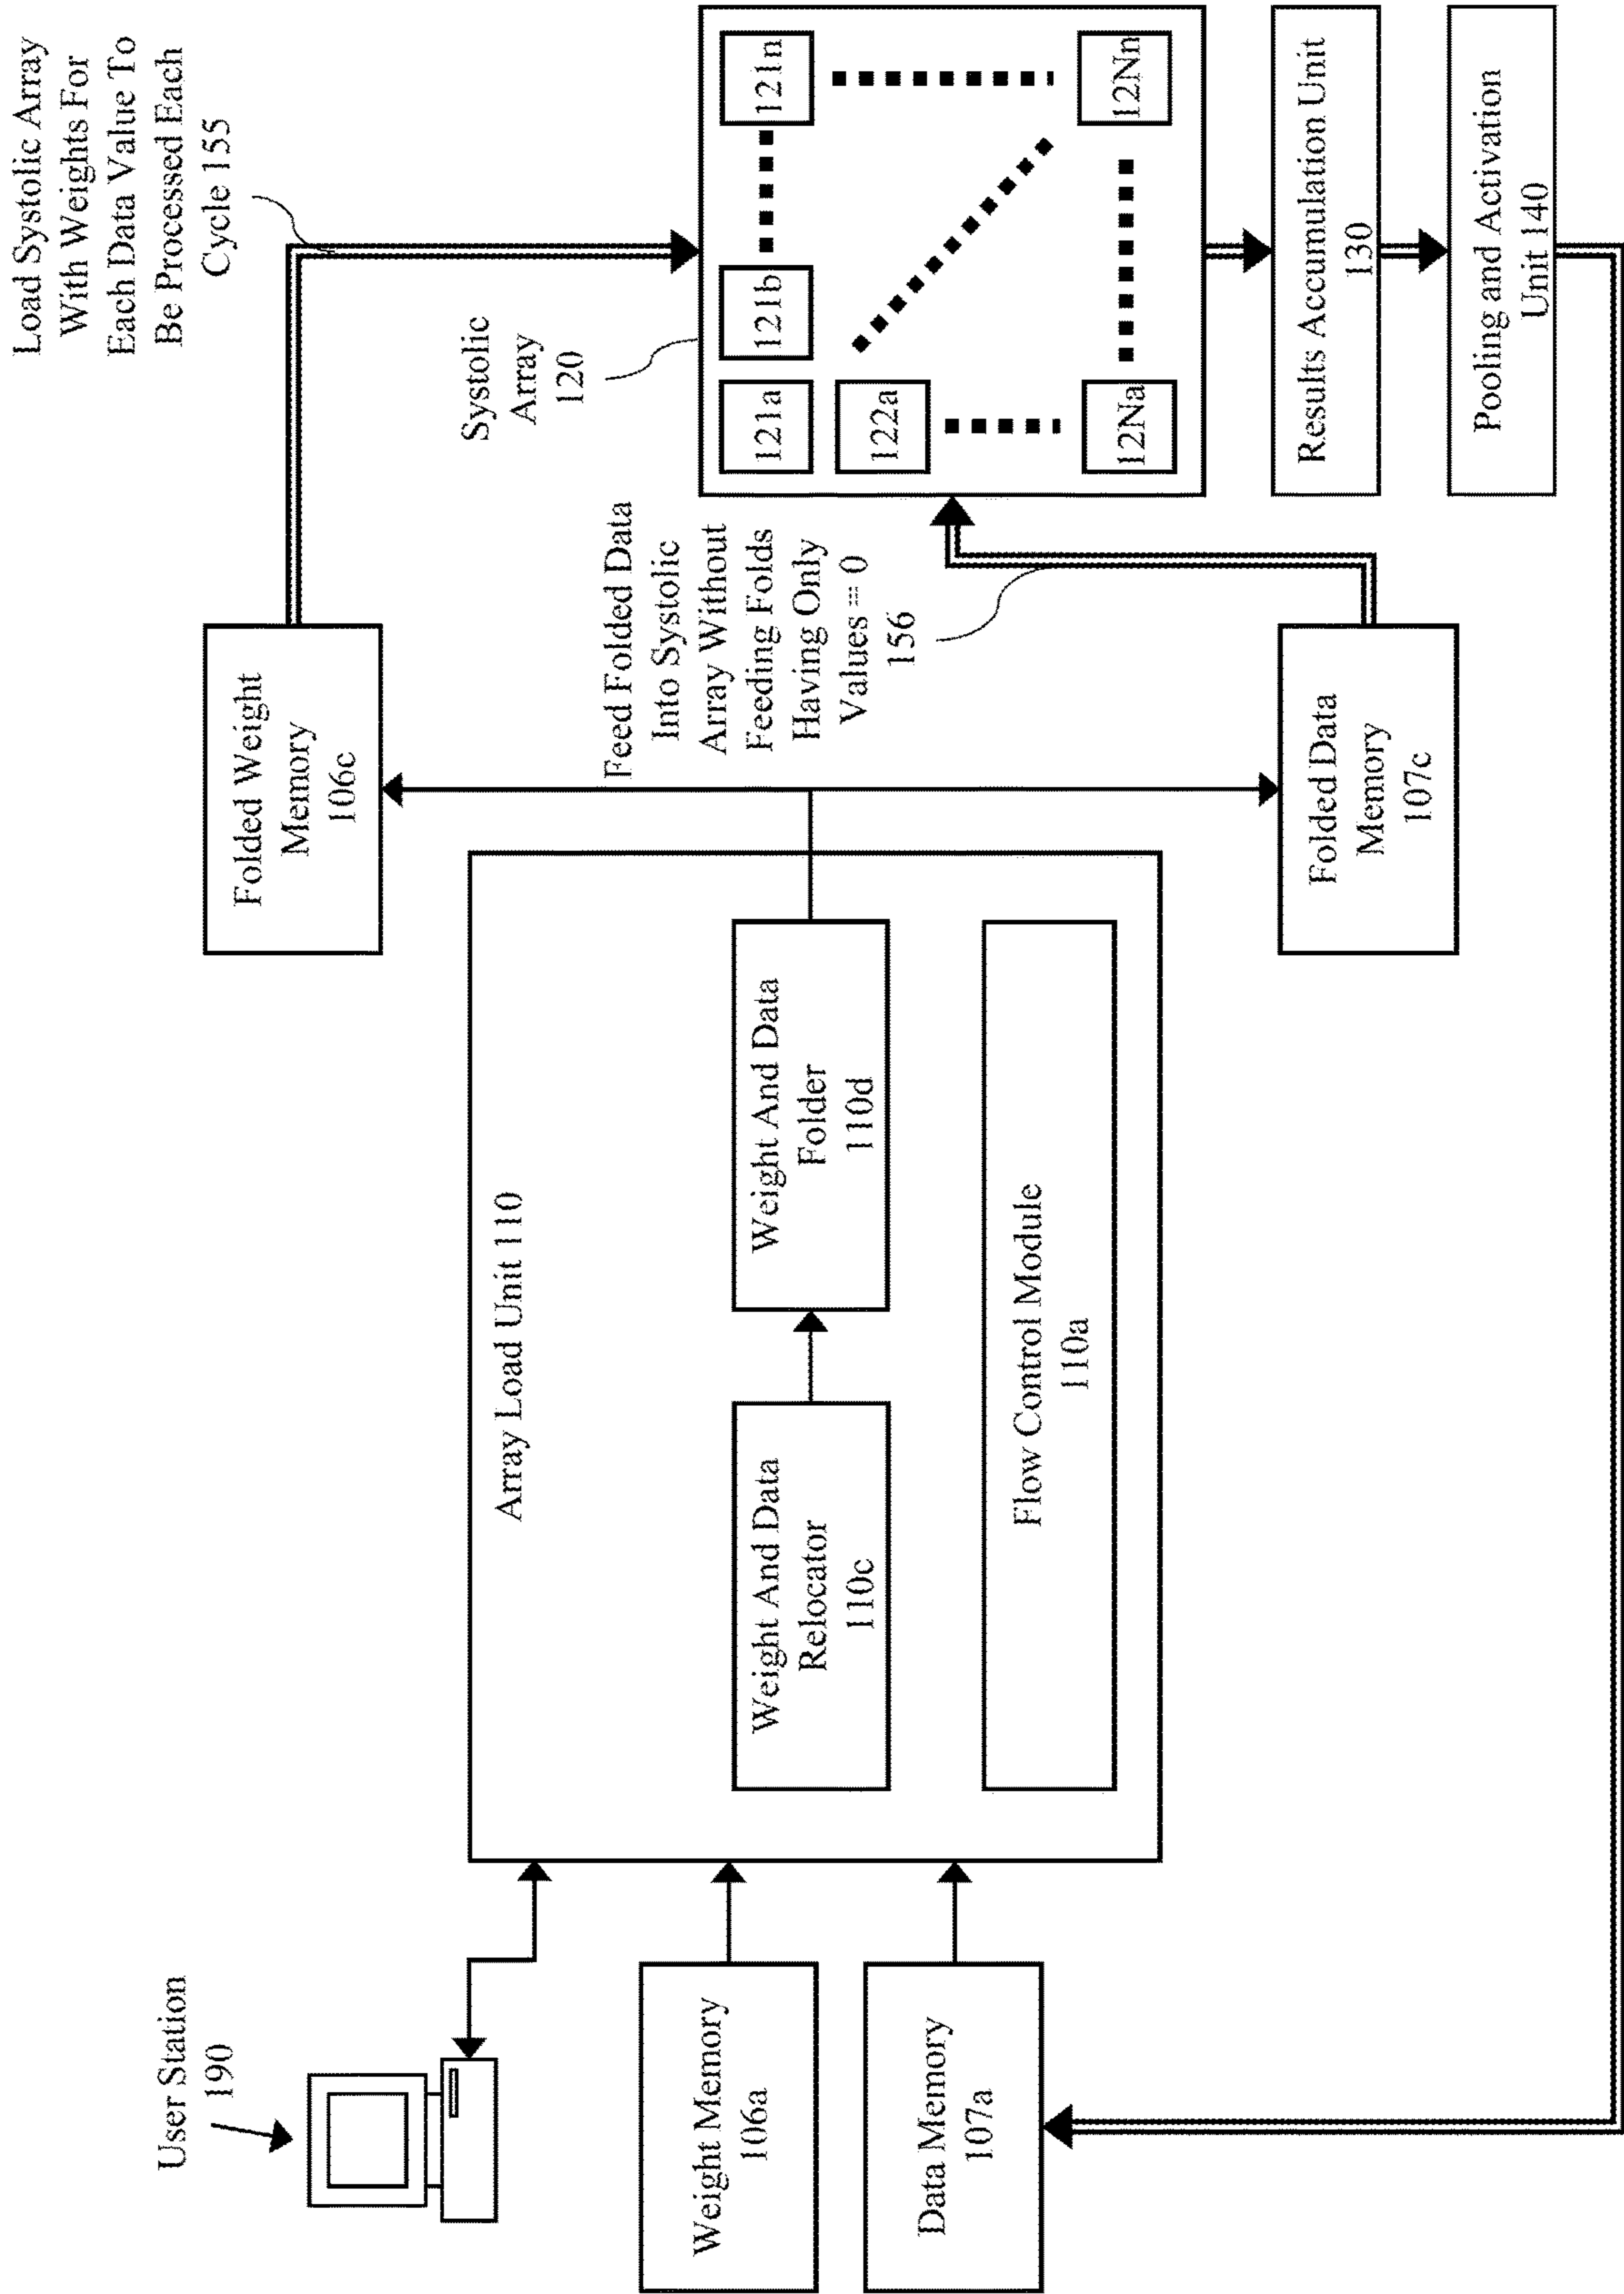 User Station
190
Weight Memory
106a
Data Memory
107a
Array Load Unit 110
Weight And Data
Relocator
110c
Weight And Data
Folder
110d
Flow Control Module
110a
Folded Weight
Memory
106c
Folded Data
Memory
107c
Load Systolic Array
With Weights For
Each Data Value To
Be Processed Each
Cycle 155
Feed Folded Data
Into Systolic
Array Without
Feeding Folds
Having Only
Values = 0
156
Systolic
Array
120
121a
121b
121n
122a
12Na
12Nn
Results Accumulation Unit
130
Pooling and Activation
Unit 140